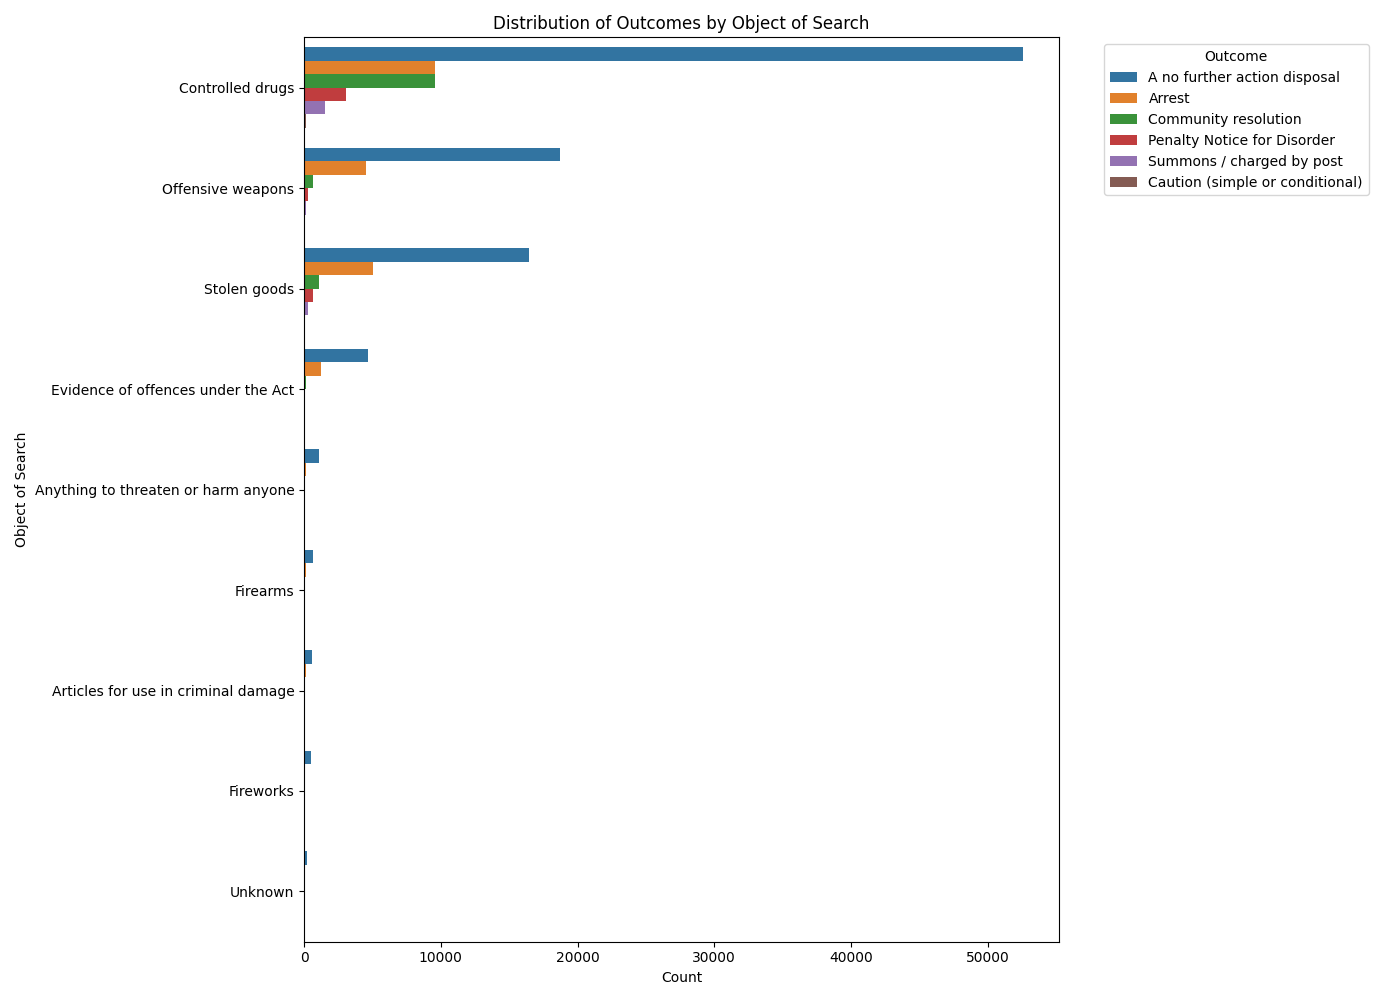 Distribution of Outcomes by Object of Search
Outcome
A no further action disposal
Arrest
Community resolution
Penalty Notice for Disorder
Summons / charged by post
Caution (simple or conditional)
Object of Search
Controlled drugs
Offensive weapons
Stolen goods
Evidence of offences under the Act
Anything to threaten or harm anyone
Firearms
Articles for use in criminal damage
Fireworks
Unknown
0 10000 20000 30000 40000 50000
Count